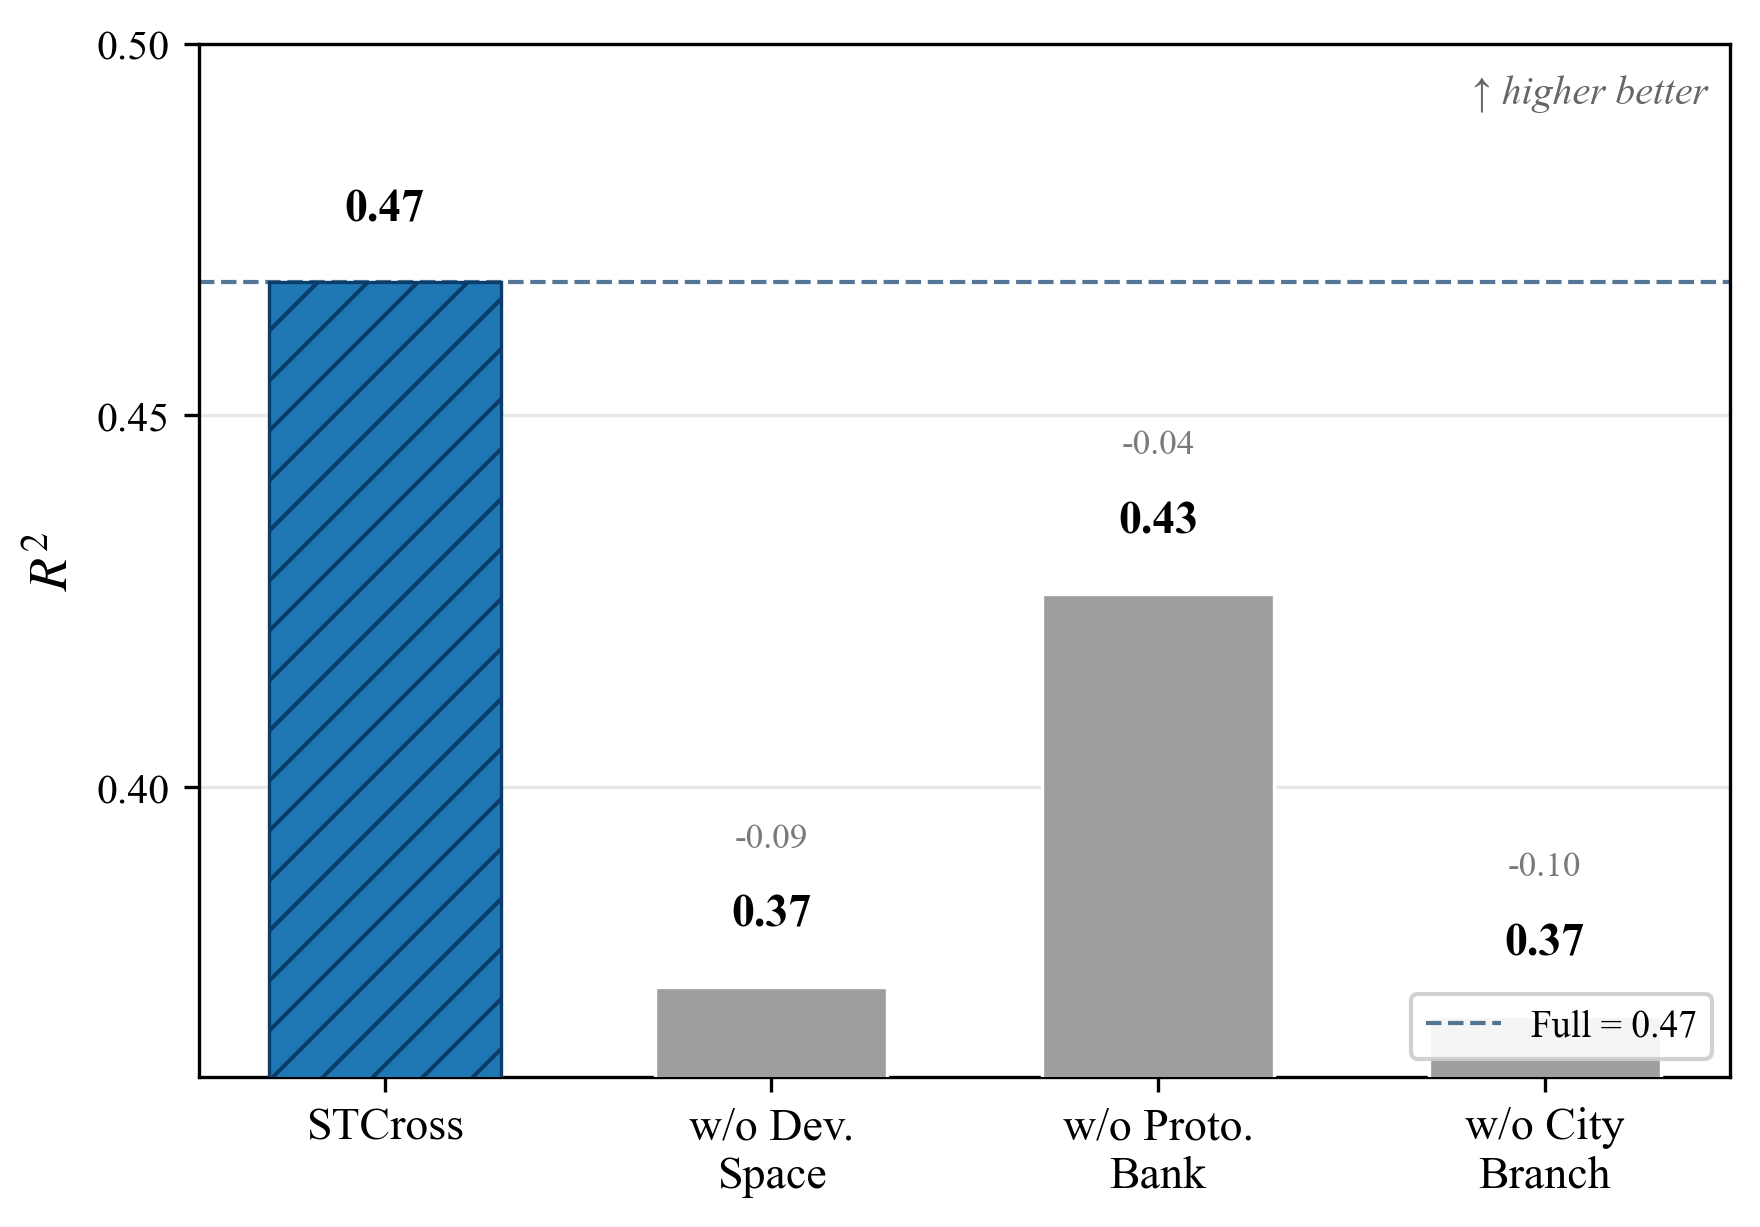 0.50
↑ higher better
0.47
0.45
-0.04
0.43
R²
0.40
-0.09
-0.10
0.37
0.37
Full = 0.47
STCross
w/o Dev.
Space
w/o Proto.
Bank
w/o City
Branch